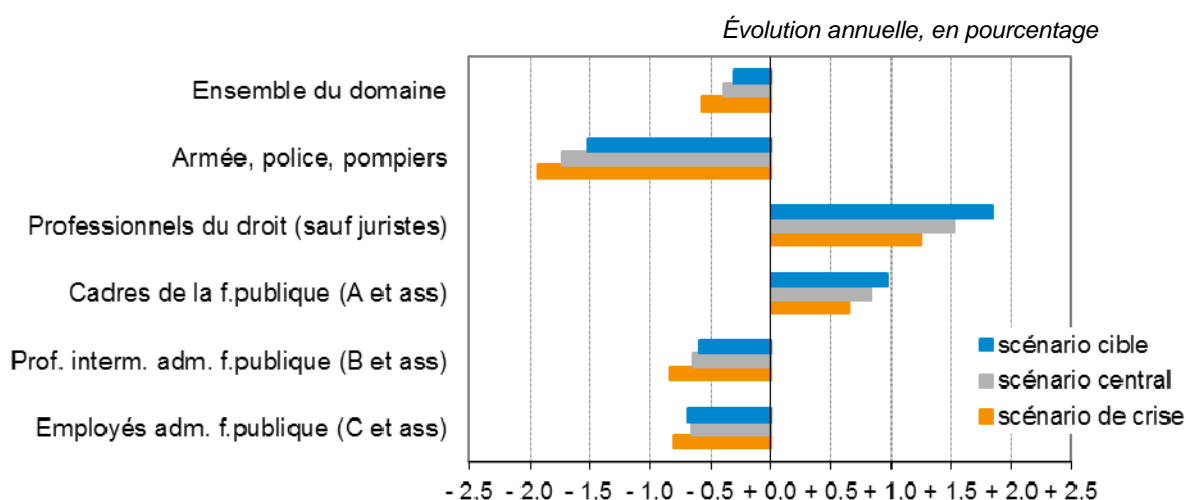 Évolution annuelle, en pourcentage
Ensemble du domaine
Armée, police, pompiers
Professionnels du droit (sauf juristes)
Cadres de la f.publique (A et ass)
Prof. interm. adm. f.publique (B et ass)
Employés adm. f.publique (C et ass)
scénario cible
scénario central
scénario de crise
- 2,5 - 2,0 - 1,5 - 1,0 - 0,5 + 0,0 + 0,5 + 1,0 + 1,5 + 2,0 + 2,5